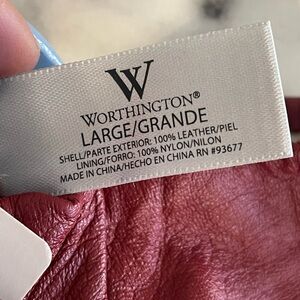 W
WORTHINGTON®
LARGE/GRANDE
SHELL/PARTE EXTERIOR: 100% LEATHER/PIEL
LINING/FORRO: 100% NYLON/NILON
MADE IN CHINA/HECHO EN CHINA RN #93677